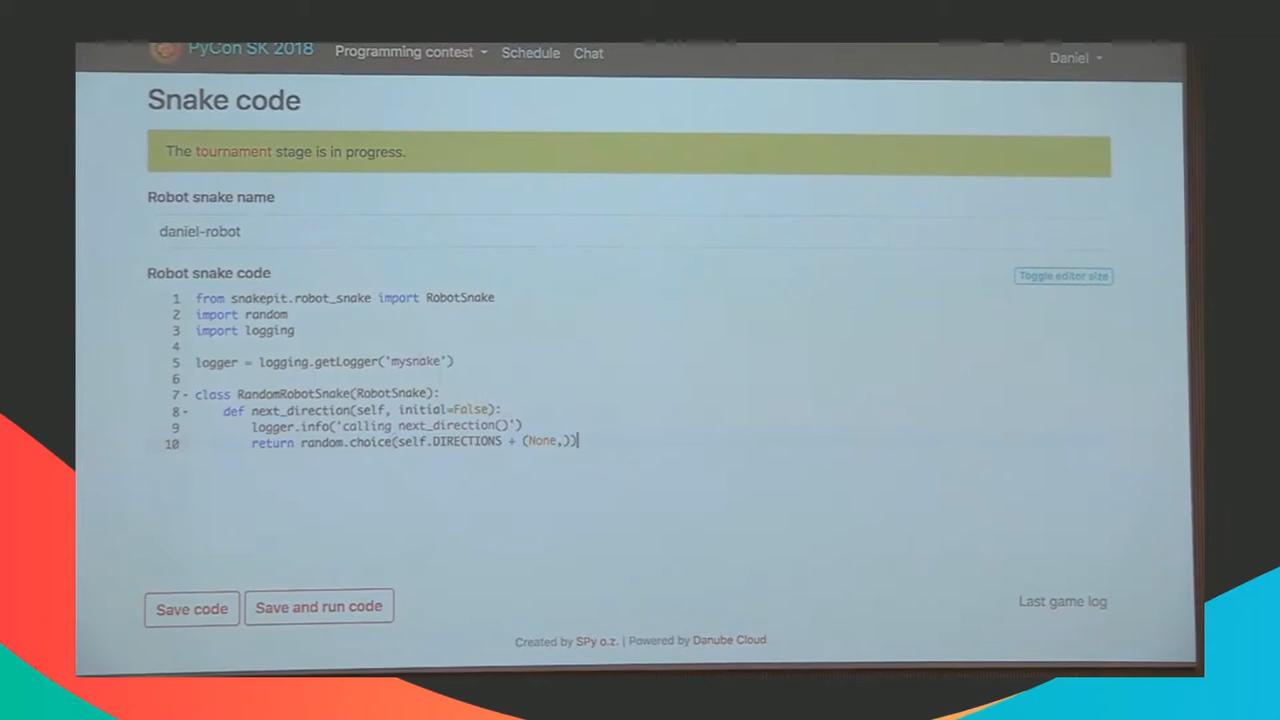 PyCon SK 2018 Programming contest Schedule Chat Daniel
Snake code
The tournament stage is in progress.
Robot snake name
daniel-robot
Robot snake code Toggle editor size
1 from snakepit.robot_snake import RobotSnake
2 import random
3 import logging
4
5 logger = logging.getLogger('mysnake')
6
7 class RandomRobotSnake(RobotSnake):
8 def next_direction(self, initial=False):
9 logger.info('calling next_direction()')
10 return random.choice(self.DIRECTIONS + (None,))
Save code Save and run code Last game log
Created by SPy o.z. | Powered by Danube Cloud